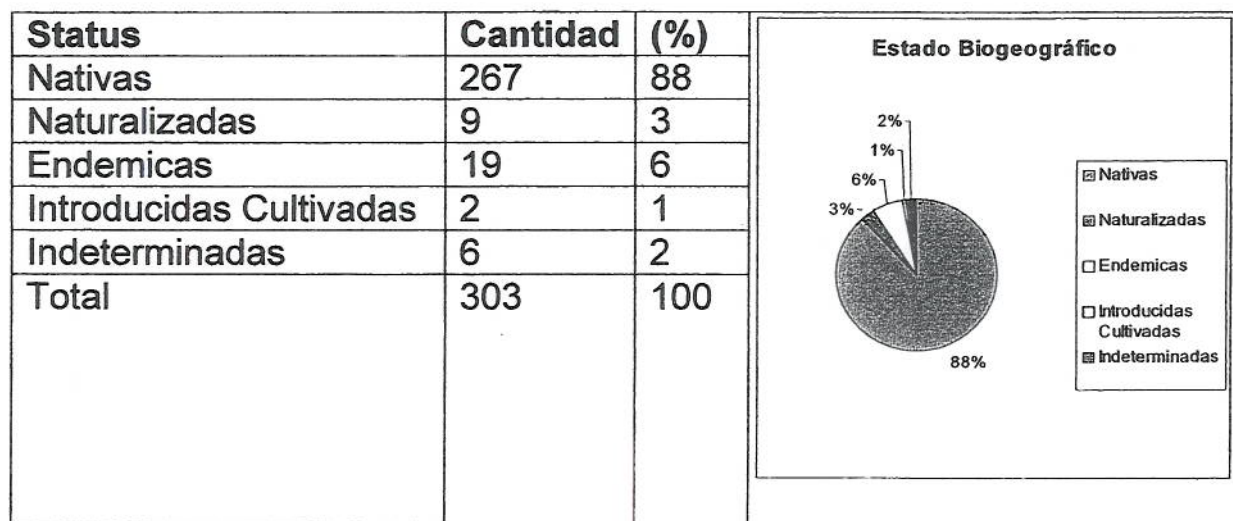 Status Cantidad (%)
Nativas 267 88
Naturalizadas 9 3
Endemicas 19 6
Introducidas Cultivadas 2 1
Indeterminadas 6 2
Total 303 100
Estado Biogeográfico
2%
1%
6%
3%
88%
Nativas
Naturalizadas
Endemicas
Introducidas
Cultivadas
Indeterminadas